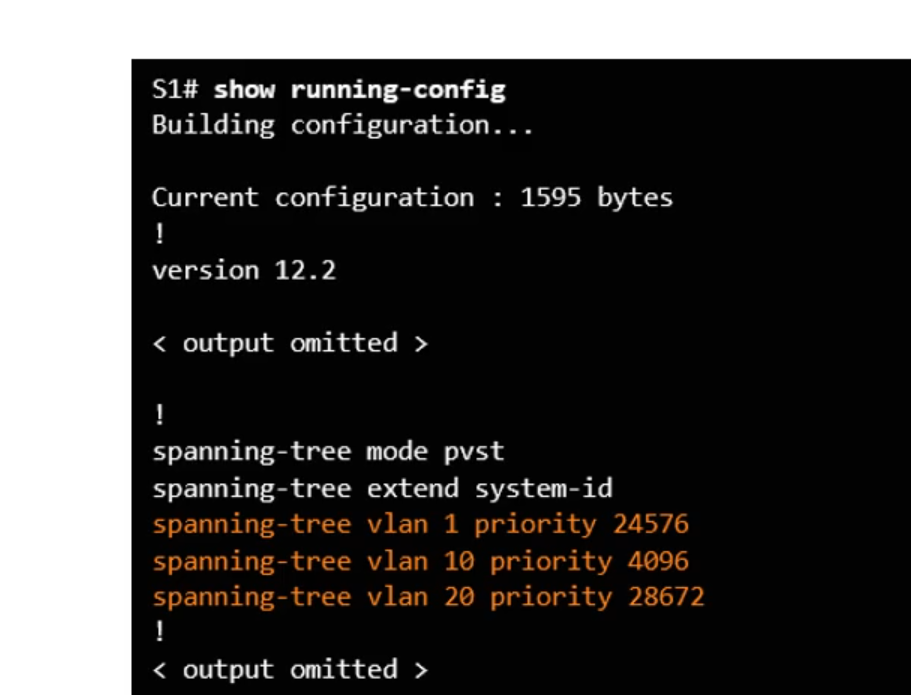 S1# show running-config
Building configuration...
Current configuration : 1595 bytes
!
version 12.2
< output omitted >
!
spanning-tree mode pvst
spanning-tree extend system-id
spanning-tree vlan 1 priority 24576
spanning-tree vlan 10 priority 4096
spanning-tree vlan 20 priority 28672
!
< output omitted >